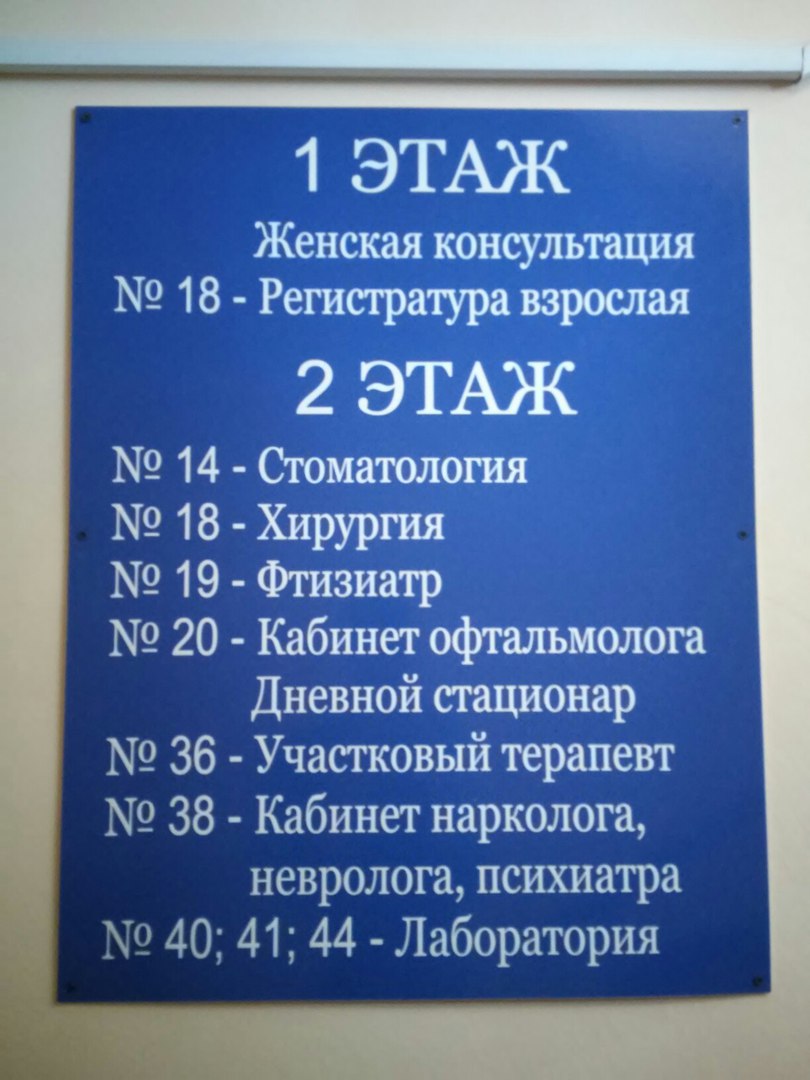 1 ЭТАЖ
Женская консультация
№ 18 - Регистратура взрослая
2 ЭТАЖ
№ 14 - Стоматология
№ 18 - Хирургия
№ 19 - Фтизиатр
№ 20 - Кабинет офтальмолога
Дневной стационар
№ 36 - Участковый терапевт
№ 38 - Кабинет нарколога,
невролога, психиатра
№ 40; 41; 44 - Лаборатория